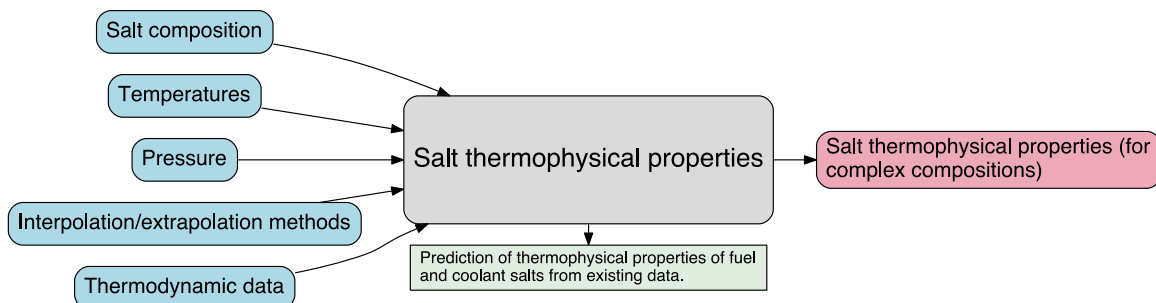 Salt composition
Temperatures
Pressure
Interpolation/extrapolation methods
Thermodynamic data
Salt thermophysical properties
Prediction of thermophysical properties of fuel
and coolant salts from existing data.
Salt thermophysical properties (for
complex compositions)